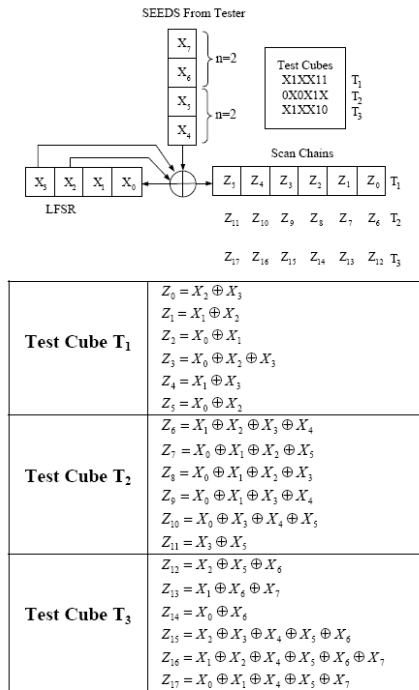 SEEDS From Tester
X₇
X₆
X₅
X₄
n=2
n=2
Test Cubes
X1XX11 T₁
0X0X1X T₂
X1XX10 T₃
Scan Chains
X₃ X₂ X₁ X₀
LFSR
Z₅ Z₄ Z₃ Z₂ Z₁ Z₀ T₁
Z₁₁ Z₁₀ Z₉ Z₈ Z₇ Z₆ T₂
Z₁₇ Z₁₆ Z₁₅ Z₁₄ Z₁₃ Z₁₂ T₃
Test Cube T₁
Z₀ = X₂ ⊕ X₃
Z₁ = X₁ ⊕ X₂
Z₂ = X₀ ⊕ X₁
Z₃ = X₀ ⊕ X₂ ⊕ X₃
Z₄ = X₁ ⊕ X₃
Z₅ = X₀ ⊕ X₂
Test Cube T₂
Z₆ = X₁ ⊕ X₂ ⊕ X₃ ⊕ X₄
Z₇ = X₀ ⊕ X₁ ⊕ X₂ ⊕ X₅
Z₈ = X₀ ⊕ X₁ ⊕ X₂ ⊕ X₃
Z₉ = X₀ ⊕ X₁ ⊕ X₃ ⊕ X₄
Z₁₀ = X₀ ⊕ X₃ ⊕ X₄ ⊕ X₅
Z₁₁ = X₃ ⊕ X₅
Test Cube T₃
Z₁₂ = X₂ ⊕ X₅ ⊕ X₆
Z₁₃ = X₁ ⊕ X₆ ⊕ X₇
Z₁₄ = X₀ ⊕ X₆
Z₁₅ = X₂ ⊕ X₃ ⊕ X₄ ⊕ X₅ ⊕ X₆
Z₁₆ = X₁ ⊕ X₂ ⊕ X₄ ⊕ X₅ ⊕ X₆ ⊕ X₇
Z₁₇ = X₀ ⊕ X₁ ⊕ X₄ ⊕ X₅ ⊕ X₇